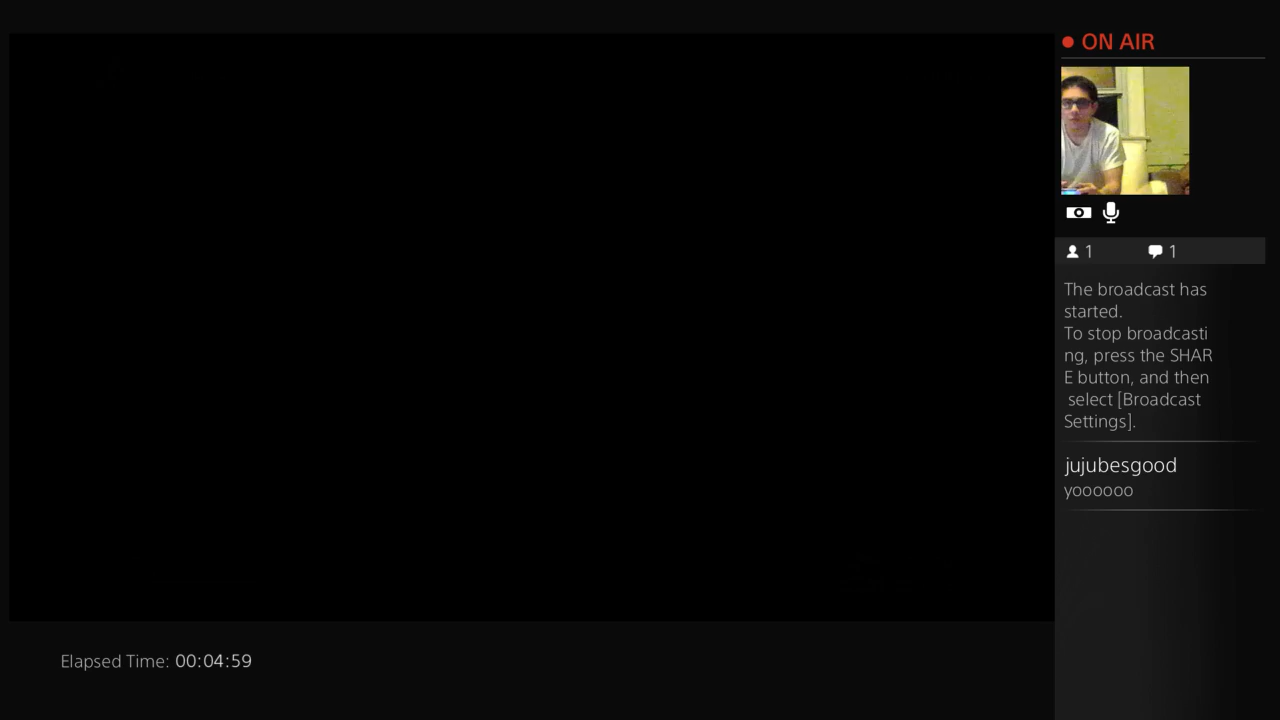 ON AIR
1 1
The broadcast has
started.
To stop broadcasti
ng, press the SHAR
E button, and then
select [Broadcast
Settings].
jujubesgood
yoooooo
Elapsed Time: 00:04:59